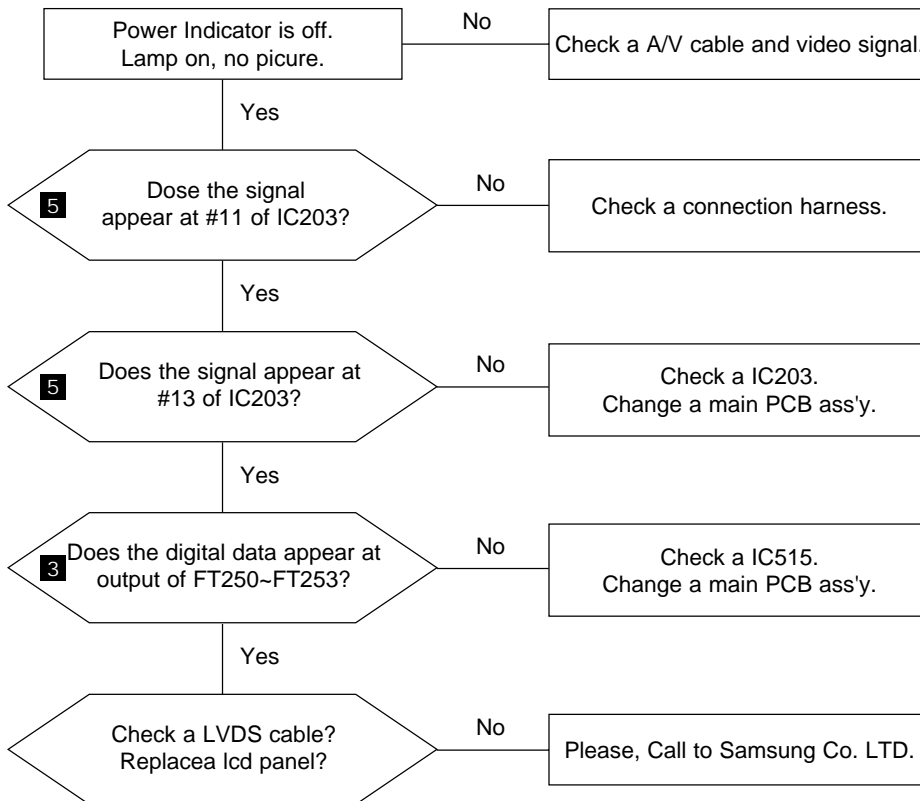 Power Indicator is off.
Lamp on, no picure.
No
Check a A/V cable and video signal.
Yes
5
Dose the signal
appear at #11 of IC203?
No
Check a connection harness.
Yes
5
Does the signal appear at
#13 of IC203?
No
Check a IC203.
Change a main PCB ass'y.
Yes
3
Does the digital data appear at
output of FT250~FT253?
No
Check a IC515.
Change a main PCB ass'y.
Yes
Check a LVDS cable?
Replacea lcd panel?
No
Please, Call to Samsung Co. LTD.